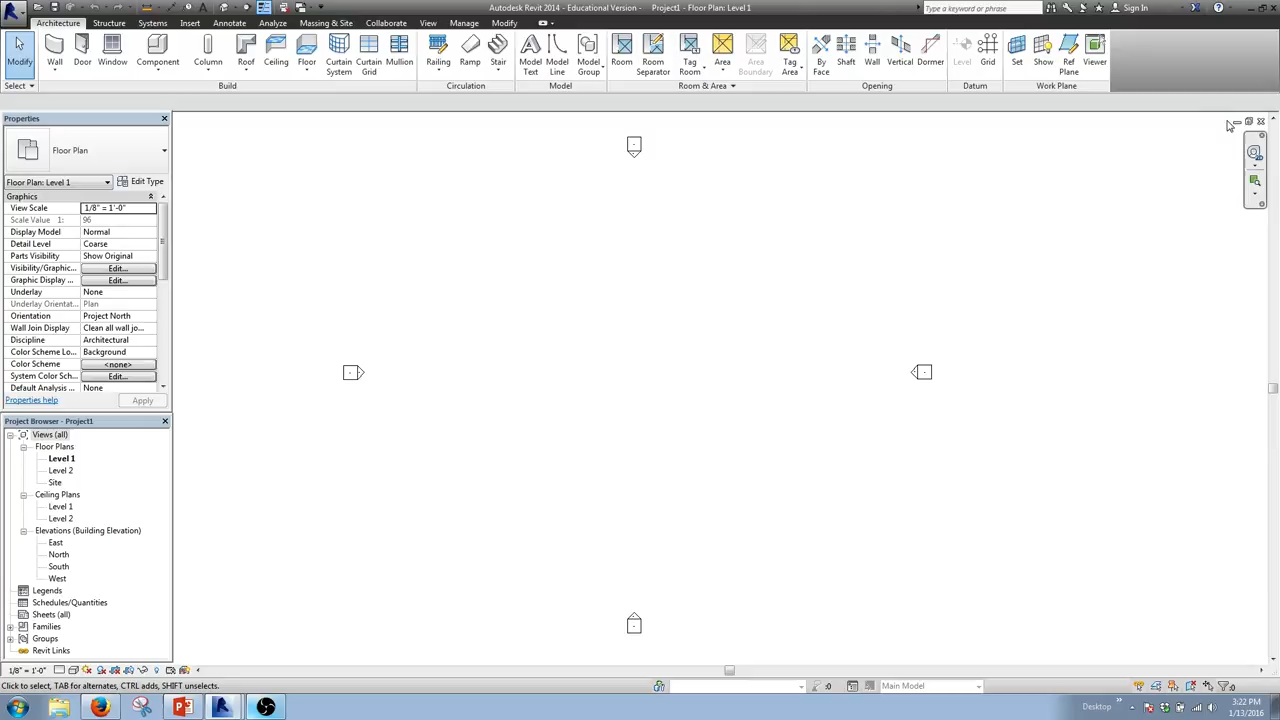 Autodesk Revit 2014 - Educational Version - Project1 - Floor Plan: Level 1
Type a keyword or phrase
Sign In
Architecture Structure Systems Insert Annotate Analyze Massing & Site Collaborate View Manage Modify
Modify Wall Door Window Component Column Roof Ceiling Floor Curtain System Curtain Grid Mullion Railing Ramp Stair Model Text Model Line Model Group Room Room Separator Tag Room Area Area Boundary Tag Area By Face Shaft Wall Vertical Dormer Level Grid Set Show Ref Plane Viewer
Select Build Circulation Model Room & Area Opening Datum Work Plane
Properties
Floor Plan
Floor Plan: Level 1 Edit Type
Graphics
View Scale 1/8" = 1'-0"
Scale Value 1: 96
Display Model Normal
Detail Level Coarse
Parts Visibility Show Original
Visibility/Graphic... Edit...
Graphic Display ... Edit...
Underlay None
Underlay Orientat... Plan
Orientation Project North
Wall Join Display Clean all wall jo...
Discipline Architectural
Color Scheme Lo... Background
Color Scheme <none>
System Color Sch... Edit...
Default Analysis ... None
Properties help Apply
Project Browser - Project1
Views (all)
Floor Plans
Level 1
Level 2
Site
Ceiling Plans
Level 1
Level 2
Elevations (Building Elevation)
East
North
South
West
Legends
Schedules/Quantities
Sheets (all)
Families
Groups
Revit Links
1/8" = 1'-0"
Click to select, TAB for alternates, CTRL adds, SHIFT unselects.
:0
Main Model
:0
Desktop
3:22 PM
1/13/2016